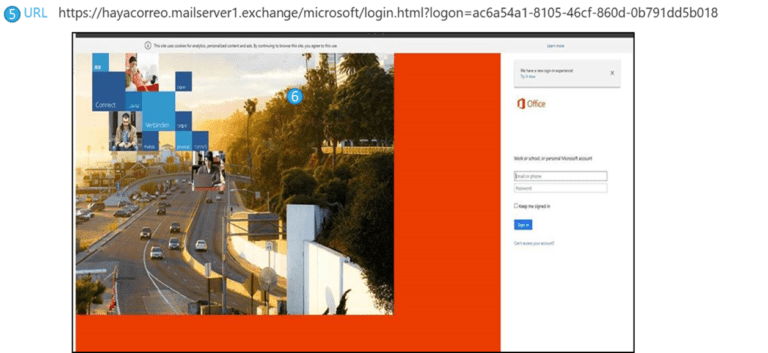 5 URL https://hayacorreo.mailserver1.exchange/microsoft/login.html?logon=ac6a54a1-8105-46cf-860d-0b791dd5b018
This site uses cookies for analytics, personalized content and ads. By continuing to browse this site, you agree to this use.
Learn more
We have a new sign-in experience!
Try it now
X
6
Connect
Verbinden
Office
Work or school, or personal Microsoft account
Email or phone
Password
Keep me signed in
Sign in
Can't access your account?